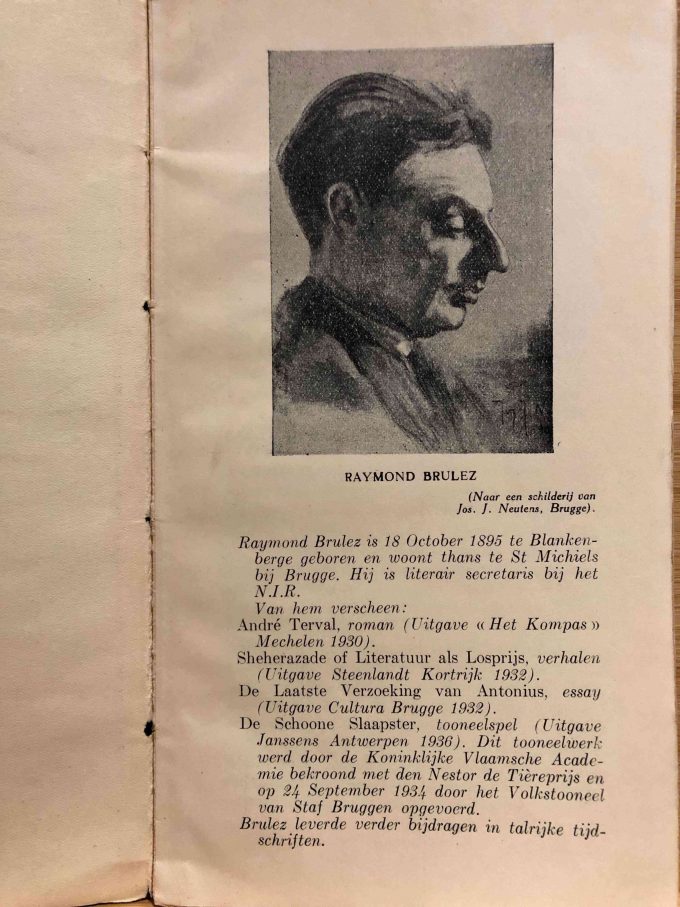 RAYMOND BRULEZ
(Naar een schilderij van
Jos. J. Neutens, Brugge).
Raymond Brulez is 18 October 1895 te Blanken-
berge geboren en woont thans te St Michiels
bij Brugge. Hij is literair secretaris bij het
N.I.R.
Van hem verscheen:
André Terval, roman (Uitgave « Het Kompas »
Mechelen 1930).
Sheherazade of Literatuur als Losprijs, verhalen
(Uitgave Steenlandt Kortrijk 1932).
De Laatste Verzoeking van Antonius, essay
(Uitgave Cultura Brugge 1932).
De Schoone Slaapster, tooneelspel (Uitgave
Janssens Antwerpen 1936). Dit tooneelwerk
werd door de Koninklijke Vlaamsche Acade-
mie bekroond met den Nestor de Tièreprijs en
op 24 September 1934 door het Volkstooneel
van Staf Bruggen opgevoerd.
Brulez leverde verder bijdragen in talrijke tijd-
schriften.